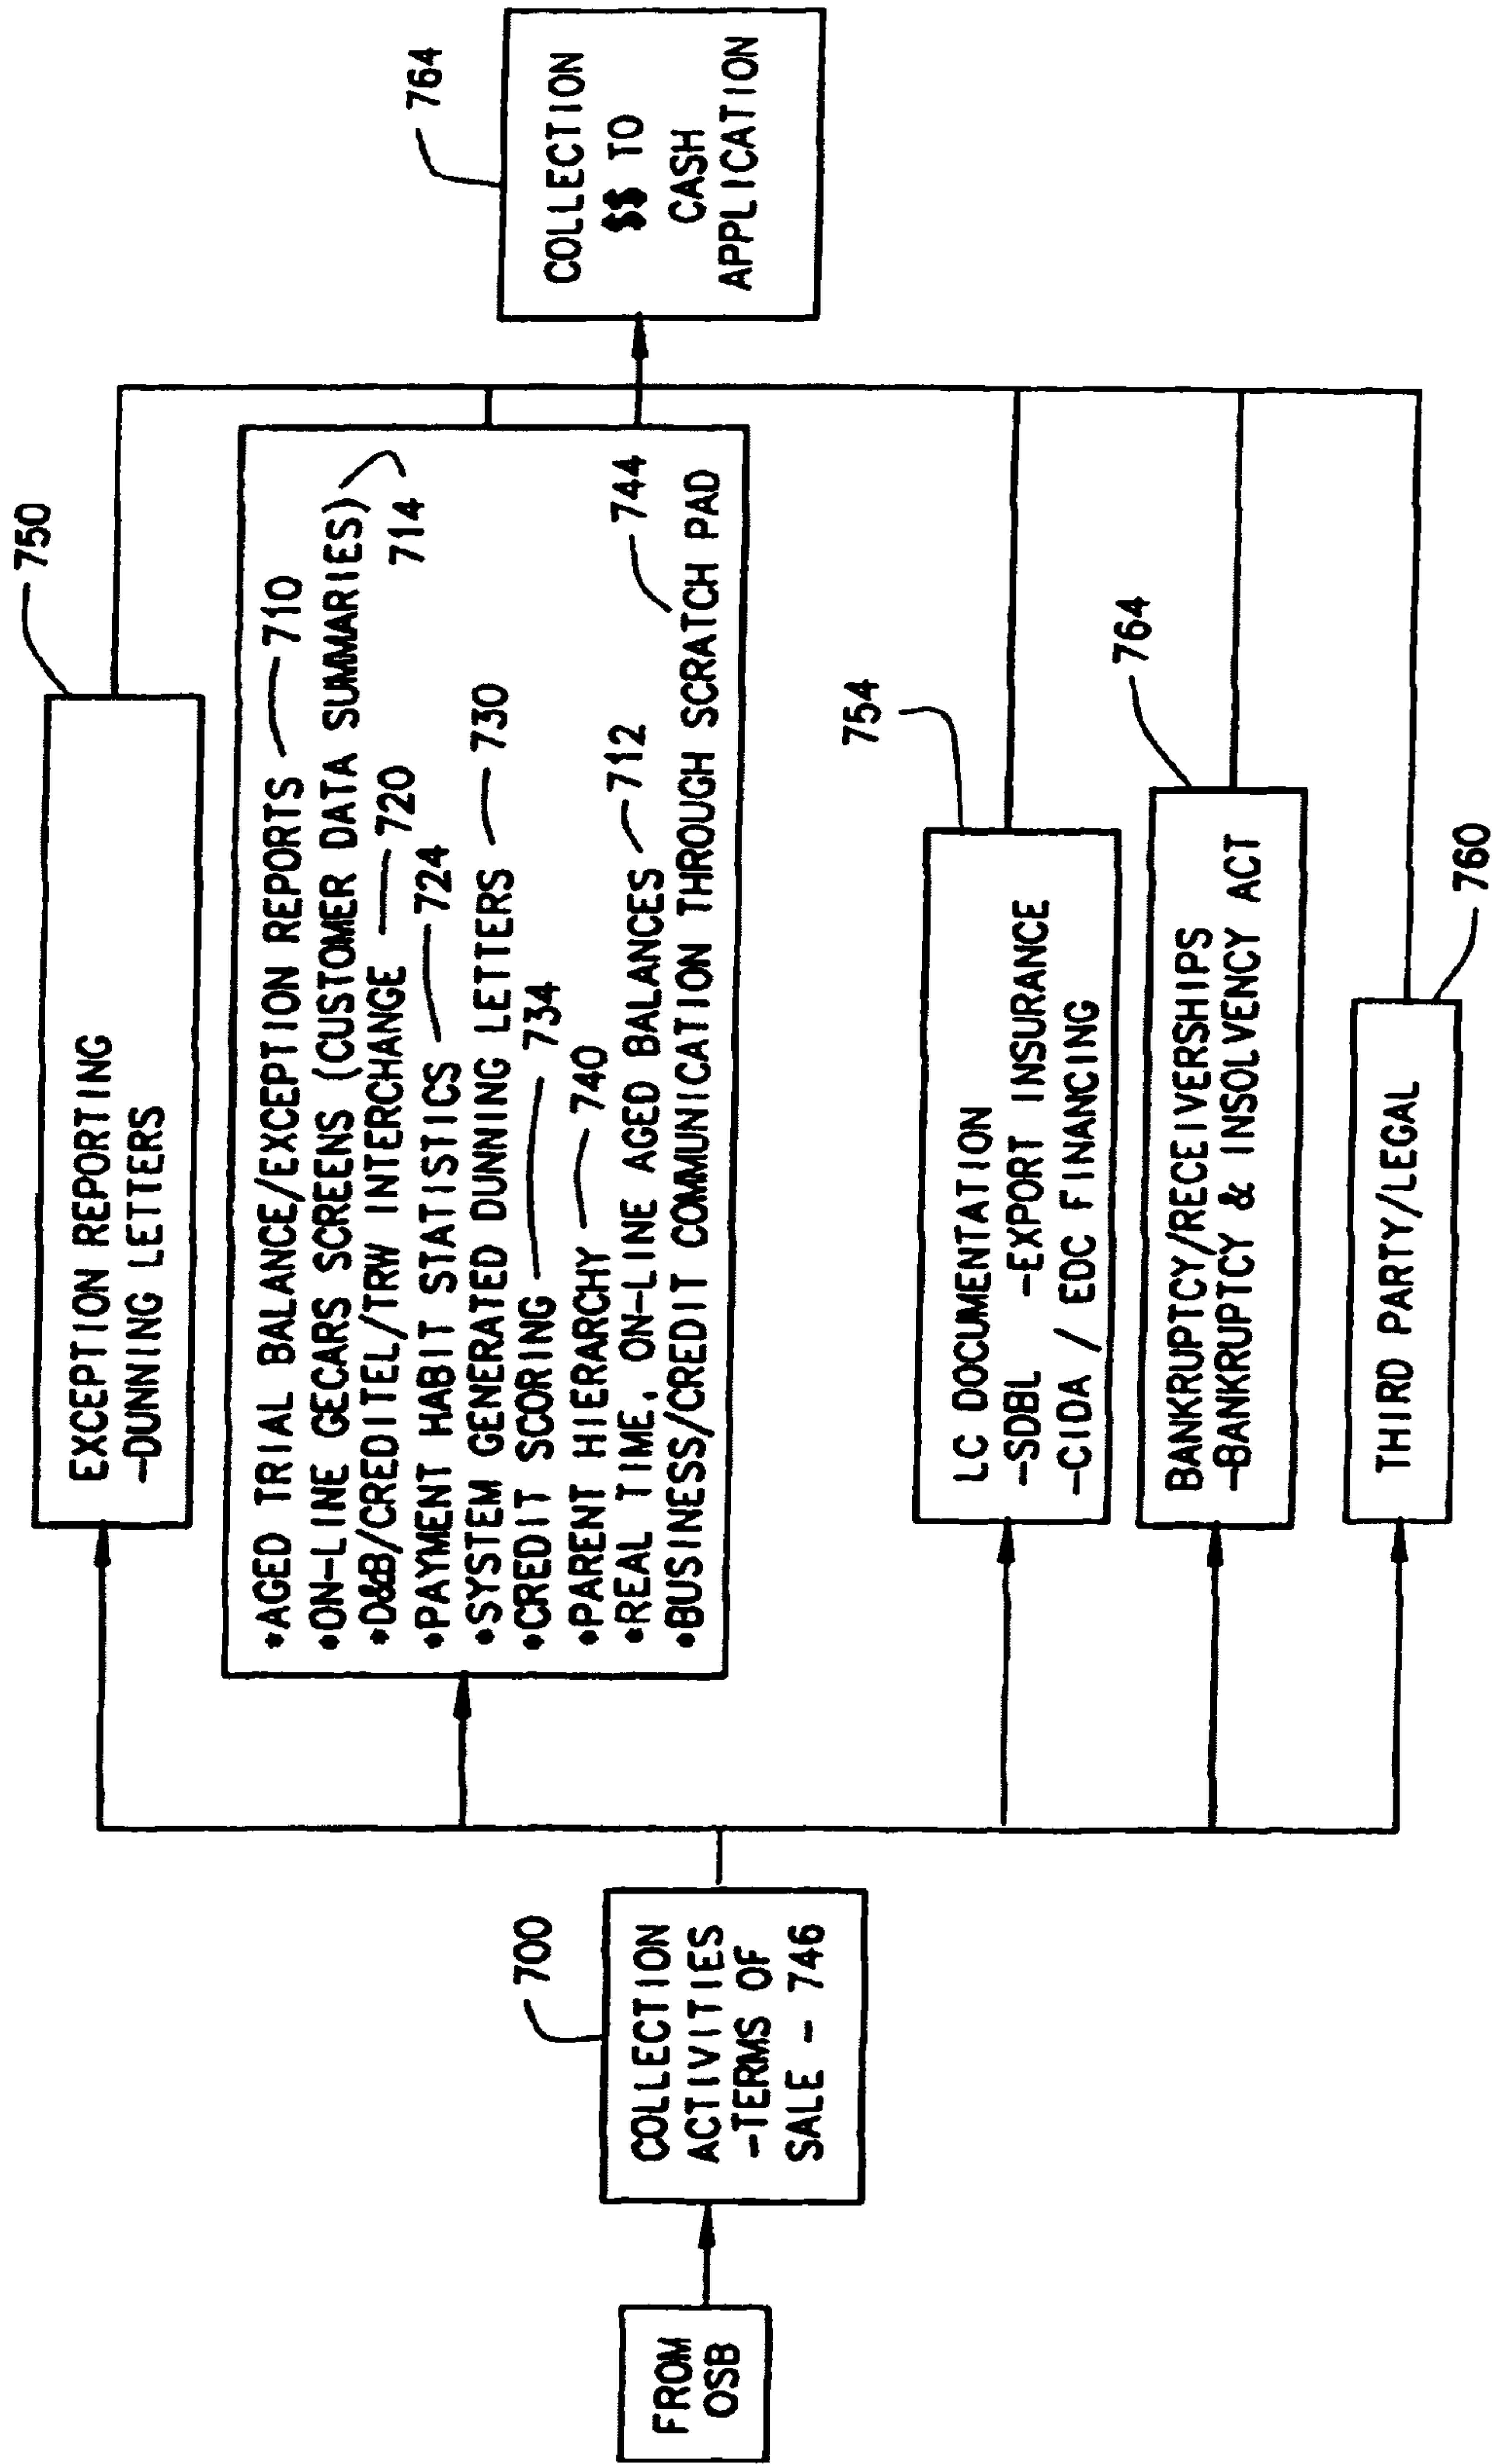 FROM
OSB
700
COLLECTION
ACTIVITIES
-TERMS OF
SALE - 746
750
EXCEPTION REPORTING
-DUNNING LETTERS
•AGED TRIAL BALANCE/EXCEPTION REPORTS 710
•ON-LINE GECARS SCREENS (CUSTOMER DATA SUMMARIES)
714
•D&B/CREDITEL/TRW INTERCHANGE 720
•PAYMENT HABIT STATISTICS 724
•SYSTEM GENERATED DUNNING LETTERS 730
•CREDIT SCORING 734
•PARENT HIERARCHY 740
•REAL TIME, ON-LINE AGED BALANCES 712
•BUSINESS/CREDIT COMMUNICATION THROUGH SCRATCH PAD
744
754
LC DOCUMENTATION
-SDBL -EXPORT INSURANCE
-CIDA / EDC FINANCING
764
BANKRUPTCY/RECEIVERSHIPS
-BANKRUPTCY & INSOLVENCY ACT
THIRD PARTY/LEGAL
760
764
COLLECTION
$$ TO
CASH
APPLICATION